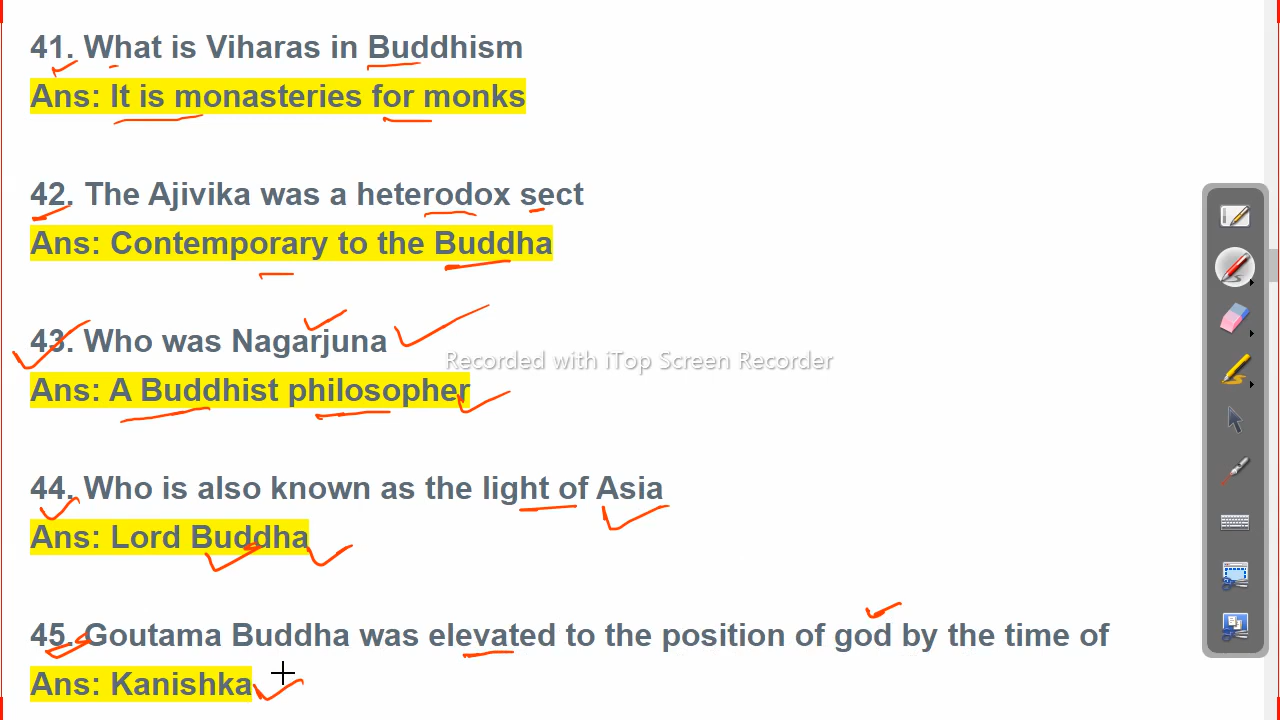 41. What is Viharas in Buddhism
Ans: It is monasteries for monks
42. The Ajivika was a heterodox sect
Ans: Contemporary to the Buddha
43. Who was Nagarjuna
Recorded with iTop Screen Recorder
Ans: A Buddhist philosopher
44. Who is also known as the light of Asia
Ans: Lord Buddha
45. Goutama Buddha was elevated to the position of god by the time of
Ans: Kanishka